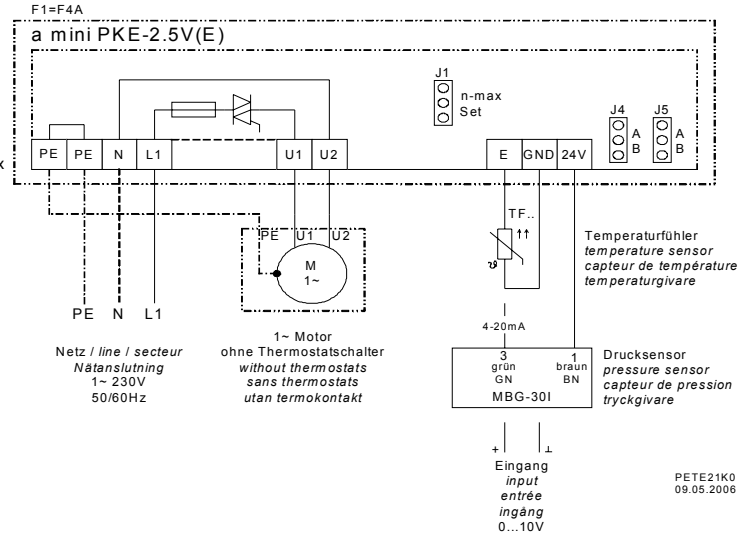 F1=F4A
a mini PKE-2.5V(E)
J1
n-max
Set
J4
A
B
J5
A
B
x
PE PE N L1 U1 U2 E GND 24V
PE U1 U2
M
1~
TF..
ϑ
Temperaturfühler
temperature sensor
capteur de température
temperaturgivare
PE N L1
Netz / line / secteur
Nätanslutning
1~ 230V
50/60Hz
1~ Motor
ohne Thermostatschalter
without thermostats
sans thermostats
utan termokontakt
4-20mA
3 1
grün braun
GN BN
MBG-30I
Drucksensor
pressure sensor
capteur de pression
tryckgivare
+ ⊥
Eingang
input
entrée
ingàng
0...10V
PETE21K0
09.05.2006